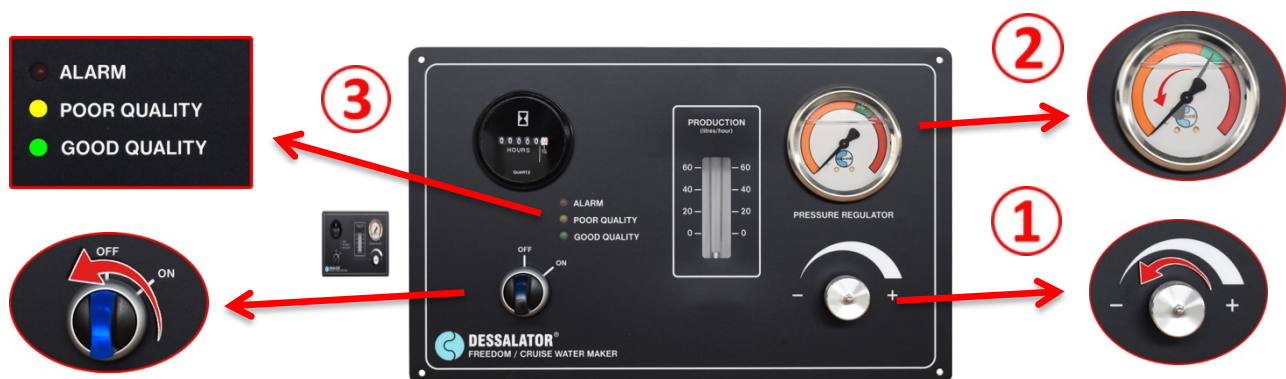 ALARM
POOR QUALITY
GOOD QUALITY
OFF
ON
3
HOURS
QUARTZ
ALARM
POOR QUALITY
GOOD QUALITY
OFF
ON
DESSALATOR®
FREEDOM / CRUISE WATER MAKER
PRODUCTION
(litres/hour)
60 60
40 40
20 20
0 0
PRESSURE REGULATOR
- +
2
1
- +